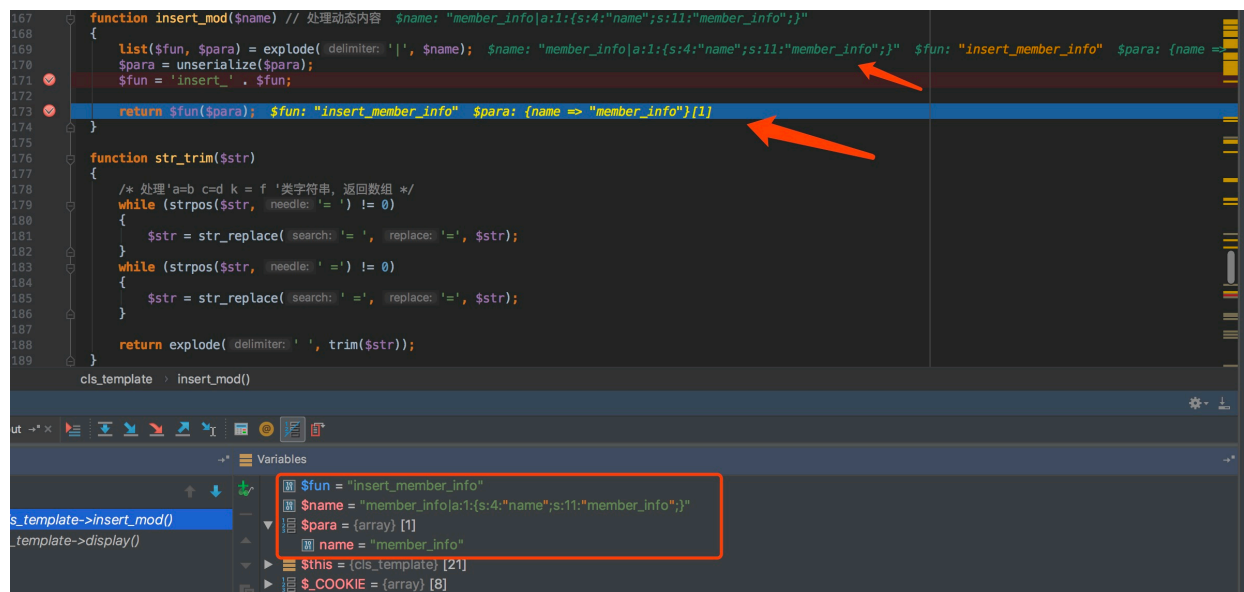 167 function insert_mod($name) // 处理动态内容 $name: "member_info|a:1:{s:4:"name";s:11:"member_info";}"
168 {
169 list($fun, $para) = explode( delimiter: '|', $name); $name: "member_info|a:1:{s:4:"name";s:11:"member_info";}" $fun: "insert_member_info" $para: {name =>
170 $para = unserialize($para);
171 $fun = 'insert_' . $fun;
172
173 return $fun($para); $fun: "insert_member_info" $para: {name => "member_info"}[1]
174 }
175
176 function str_trim($str)
177 {
178 /* 处理'a=b c=d k = f '类字符串，返回数组 */
179 while (strpos($str, needle: '= ') != 0)
180 {
181 $str = str_replace( search: '= ', replace: '=', $str);
182 }
183 while (strpos($str, needle: ' =') != 0)
184 {
185 $str = str_replace( search: ' =', replace: '=', $str);
186 }
187
188 return explode( delimiter: ' ', trim($str));
189 }
cls_template › insert_mod()
ut
Variables
$fun = "insert_member_info"
$name = "member_info|a:1:{s:4:"name";s:11:"member_info";}"
s_template->insert_mod()
$para = {array} [1]
_template->display()
name = "member_info"
$this = {cls_template} [21]
$_COOKIE = {array} [8]